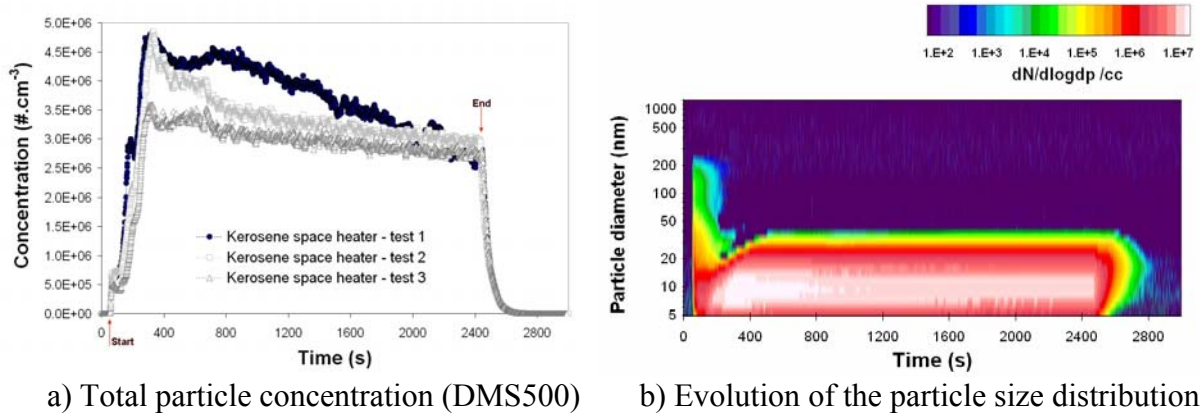 Concentration (#.cm-3)
5.0E+06
4.5E+06
4.0E+06
3.5E+06
3.0E+06
2.5E+06
2.0E+06
1.5E+06
1.0E+06
5.0E+05
0.0E+00
End
Kerosene space heater - test 1
Kerosene space heater - test 2
Kerosene space heater - test 3
0 400 800 1200 1600 2000 2400 2800
Start
Time (s)
a) Total particle concentration (DMS500)
1.E+2 1.E+3 1.E+4 1.E+5 1.E+6 1.E+7
dN/dlogdp /cc
Particle diameter (nm)
1000
500
200
100
50
20
10
5
0 400 800 1200 1600 2000 2400 2800
Time (s)
b) Evolution of the particle size distribution